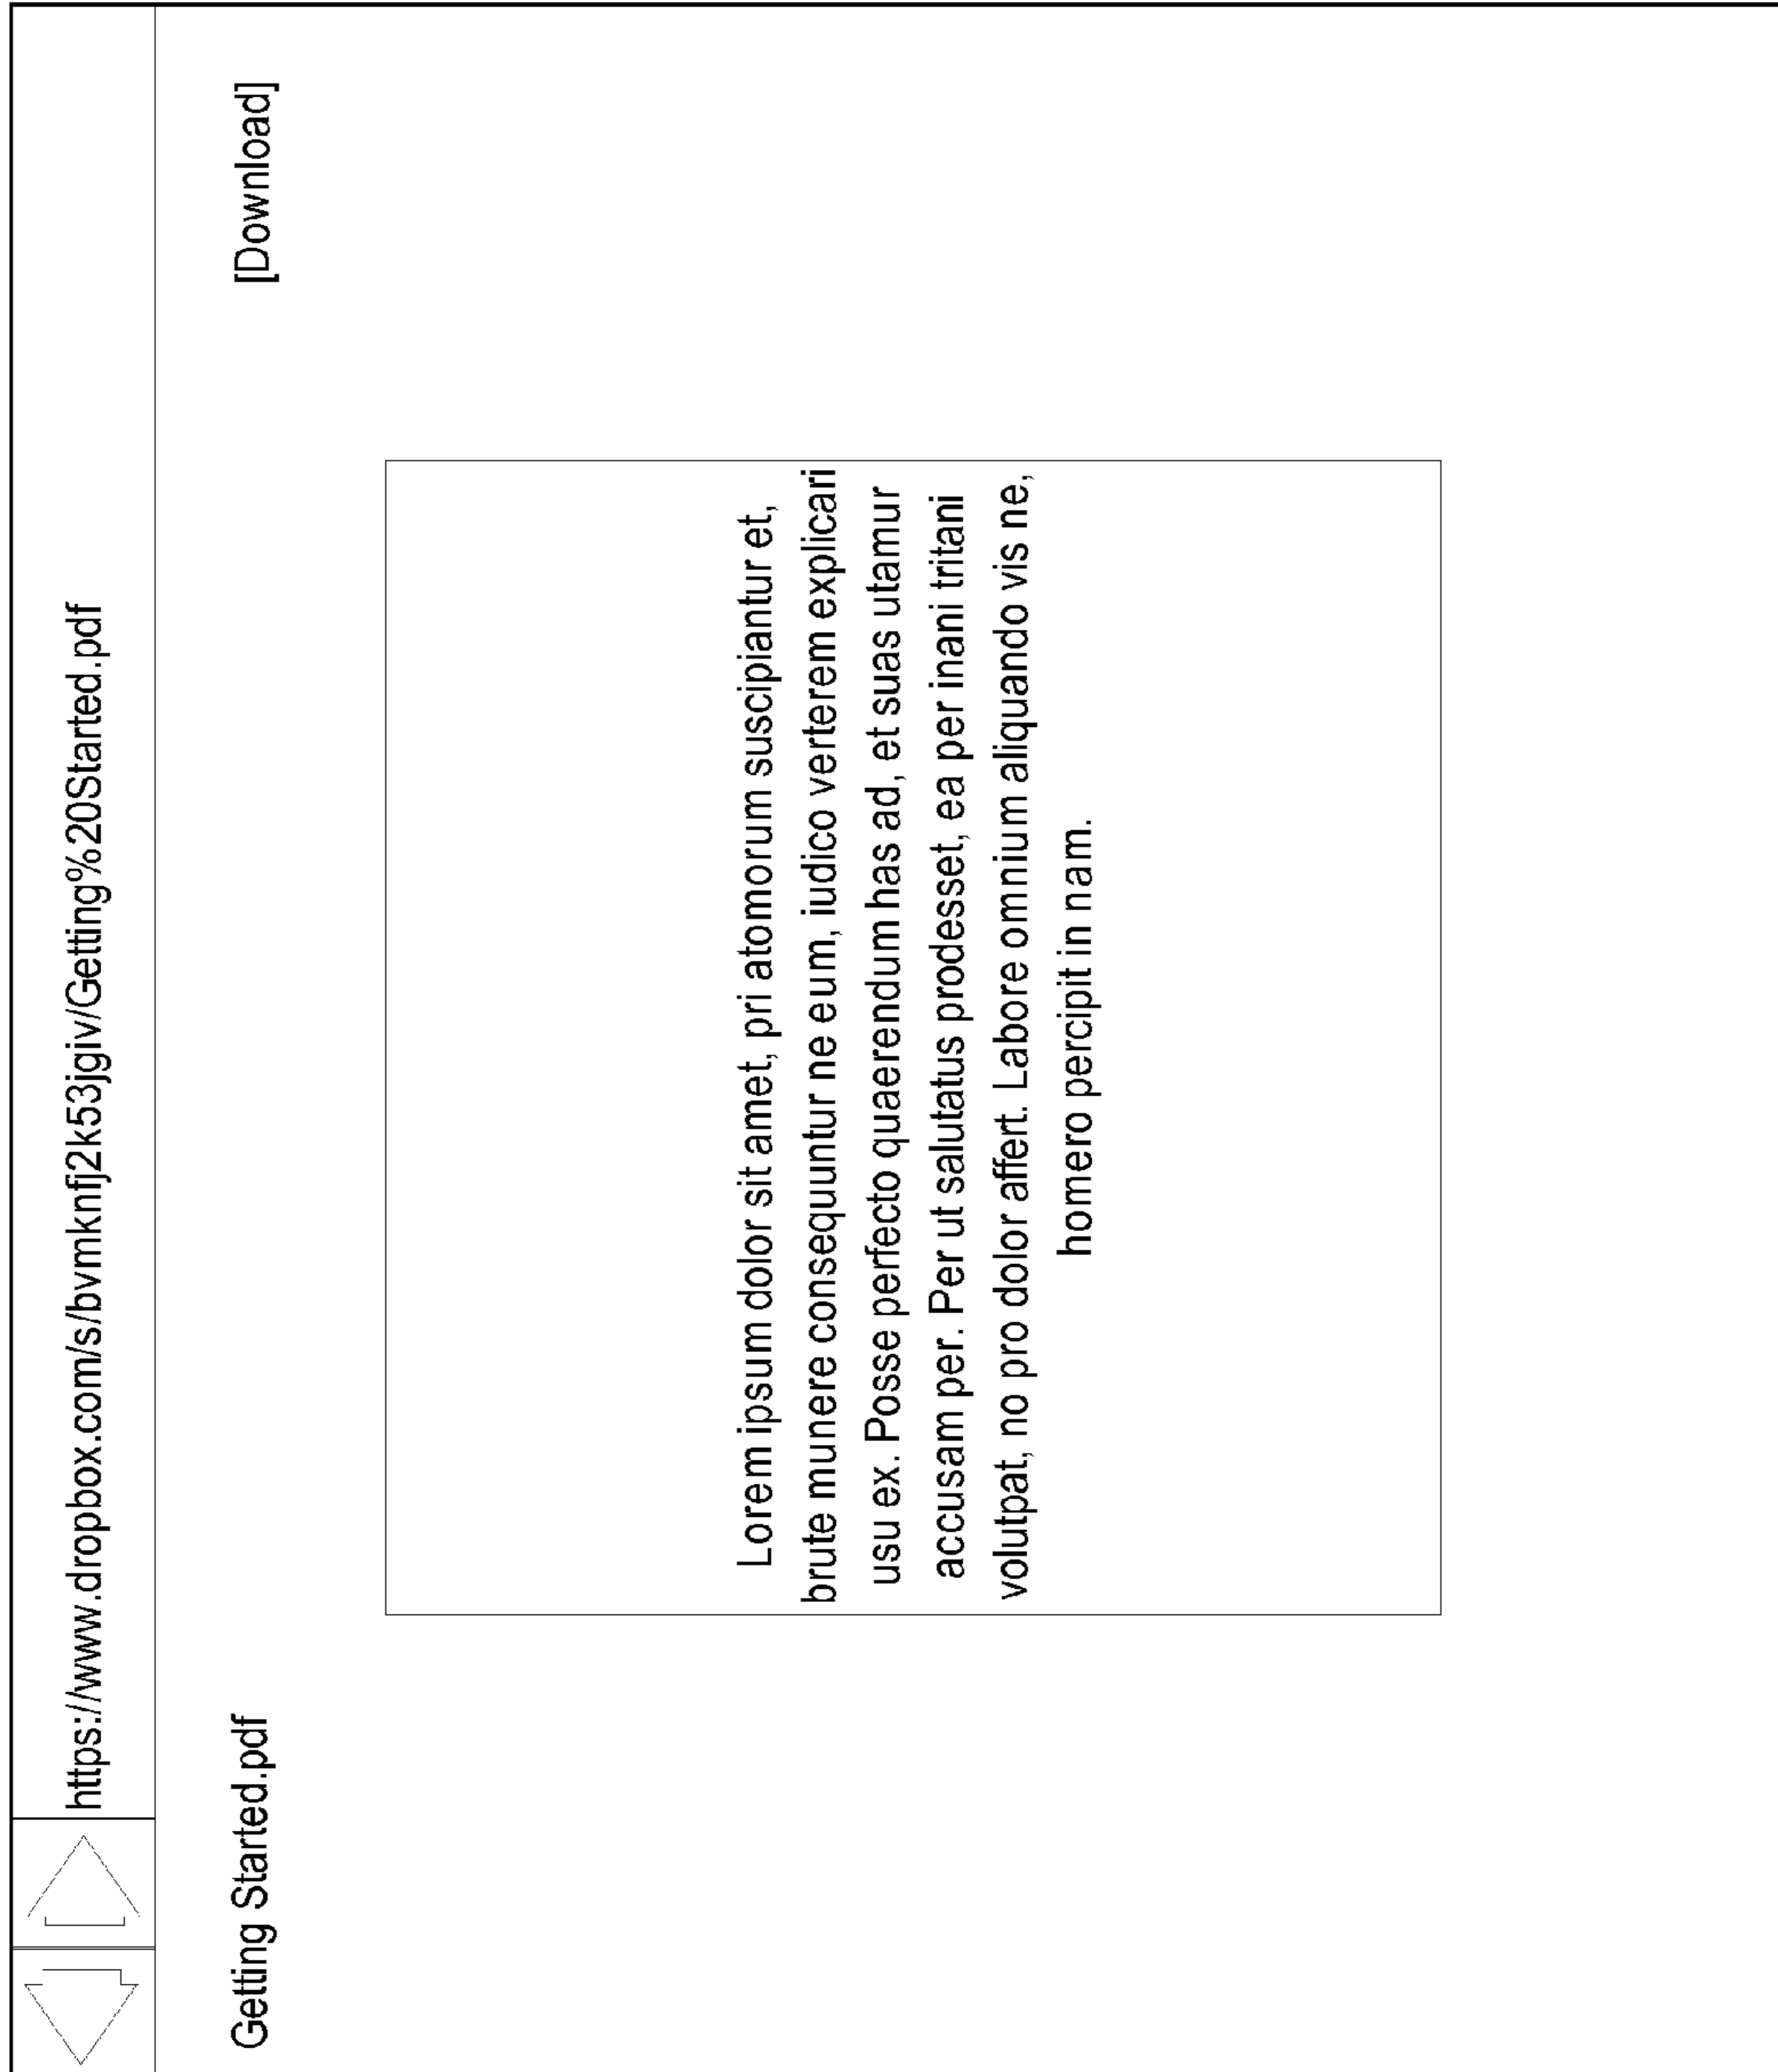 https://www.dropbox.com/s/bvmknfj2k53jgiv/Getting%20Started.pdf
Getting Started.pdf
[Download]
Lorem ipsum dolor sit amet, pri atomorum suscipiantur et,
brute munere consequuntur ne eum, iudico verterem explicari
usu ex. Posse perfecto quaerendum has ad, et suas utamur
accusam per. Per ut salutatus prodesset, ea per inani tritani
volutpat, no pro dolor affert. Labore omnium aliquando vis ne,
homero percipit in nam.